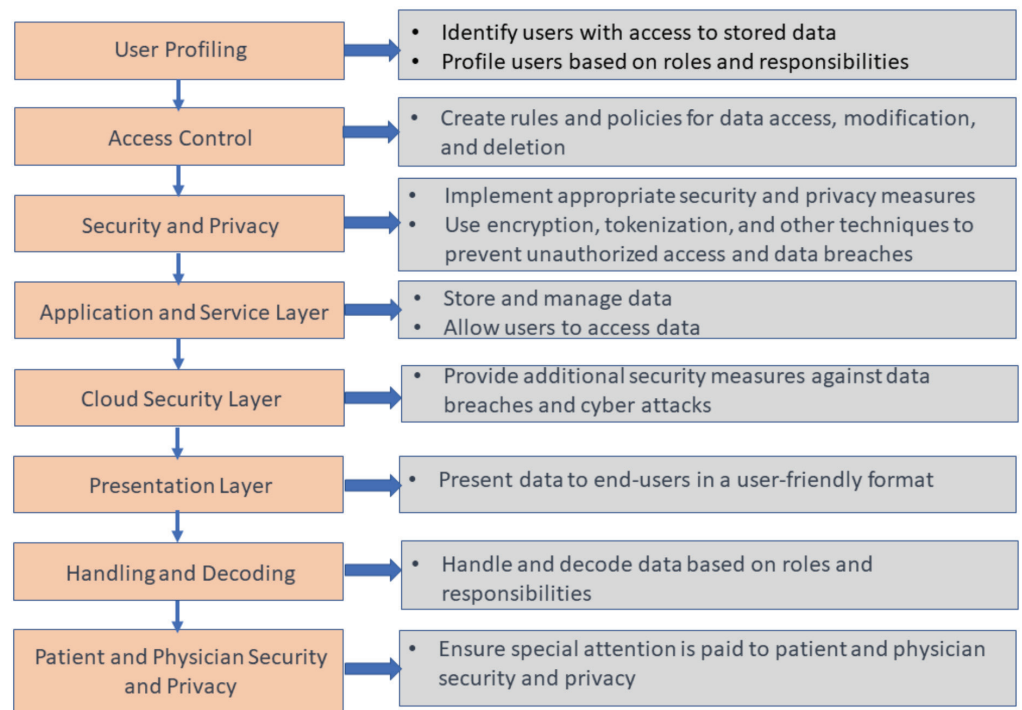 User Profiling
• Identify users with access to stored data
• Profile users based on roles and responsibilities
Access Control
• Create rules and policies for data access, modification,
and deletion
Security and Privacy
• Implement appropriate security and privacy measures
• Use encryption, tokenization, and other techniques to
prevent unauthorized access and data breaches
Application and Service Layer
• Store and manage data
• Allow users to access data
Cloud Security Layer
• Provide additional security measures against data
breaches and cyber attacks
Presentation Layer
• Present data to end-users in a user-friendly format
Handling and Decoding
• Handle and decode data based on roles and
responsibilities
Patient and Physician Security
and Privacy
• Ensure special attention is paid to patient and physician
security and privacy